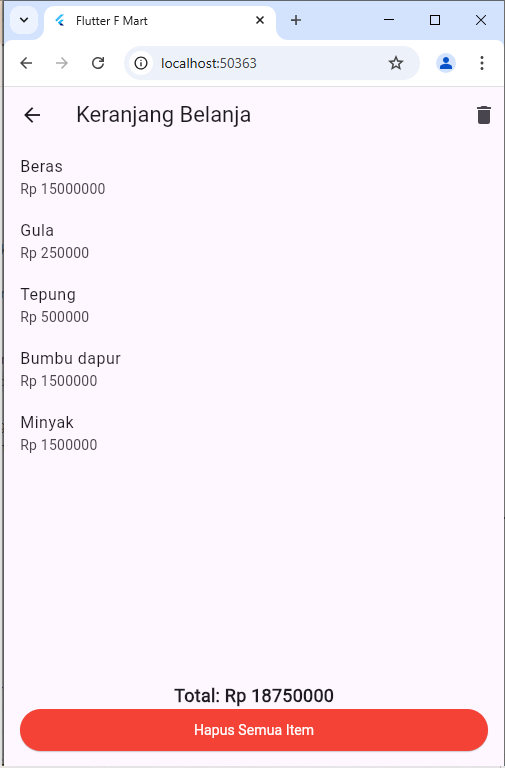 Flutter F Mart
localhost:50363
Keranjang Belanja
Beras
Rp 15000000
Gula
Rp 250000
Tepung
Rp 500000
Bumbu dapur
Rp 1500000
Minyak
Rp 1500000
Total: Rp 18750000
Hapus Semua Item